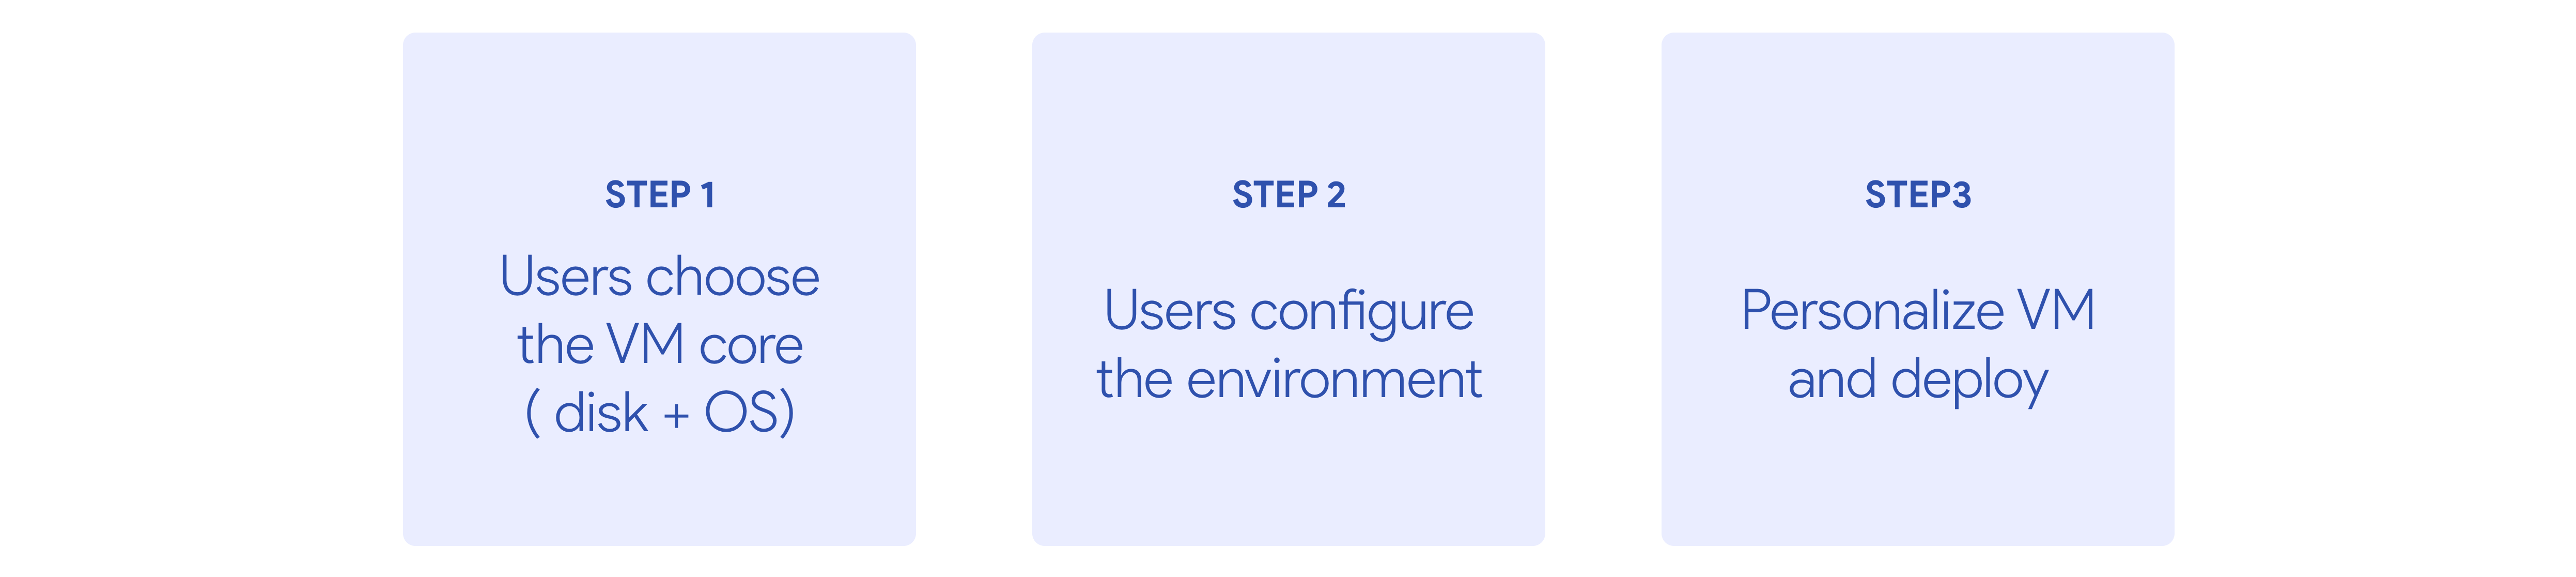 STEP 1
Users choose
the VM core
( disk + OS)
STEP 2
Users configure
the environment
STEP3
Personalize VM
and deploy